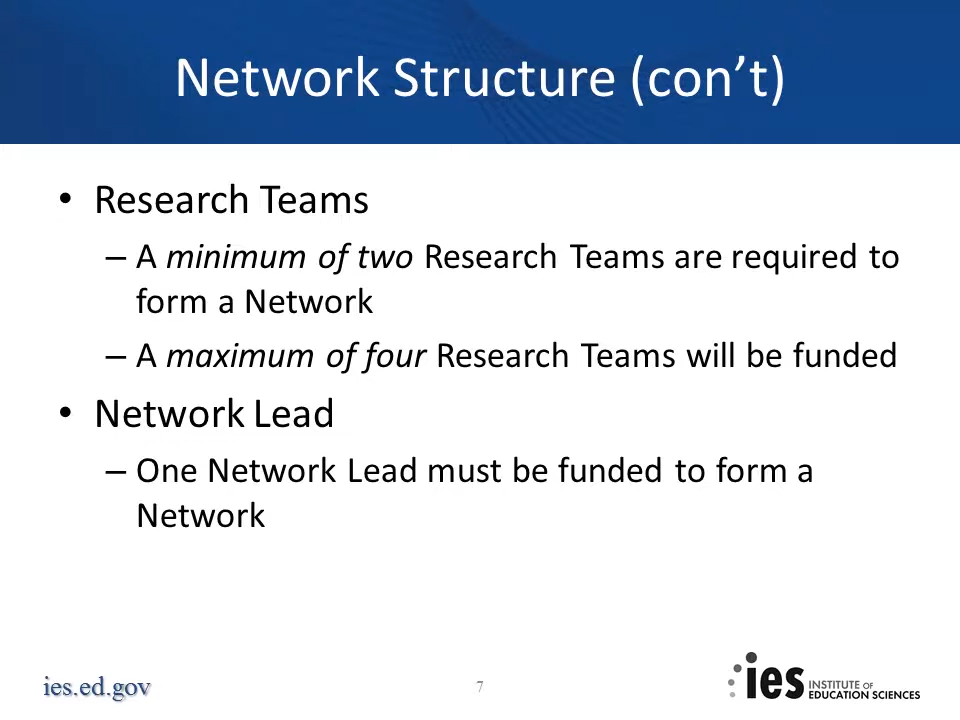 Network Structure (con’t)
• Research Teams
– A minimum of two Research Teams are required to
form a Network
– A maximum of four Research Teams will be funded
• Network Lead
– One Network Lead must be funded to form a
Network
ies.ed.gov
7
ies INSTITUTE OF
EDUCATION SCIENCES